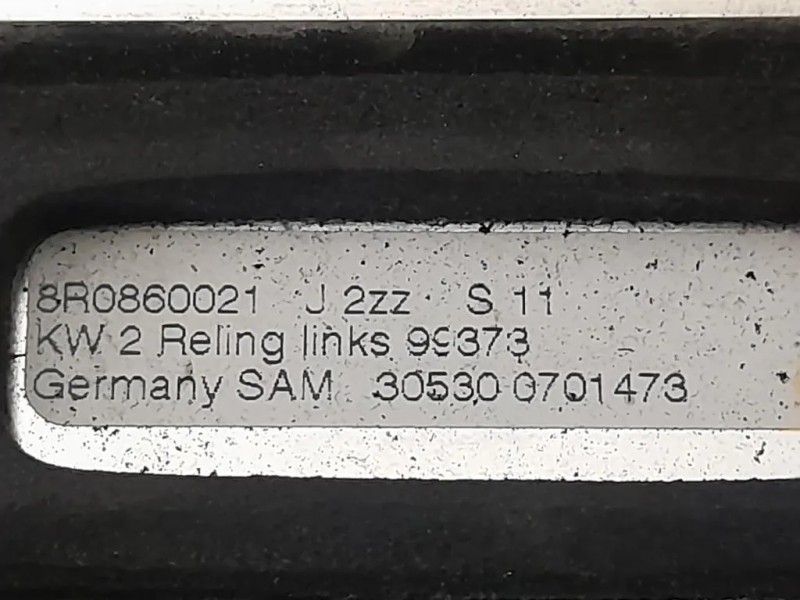 8R0860021 J 2zz S 11
KW 2 Reling links 99373
Germany SAM 30530 0701473